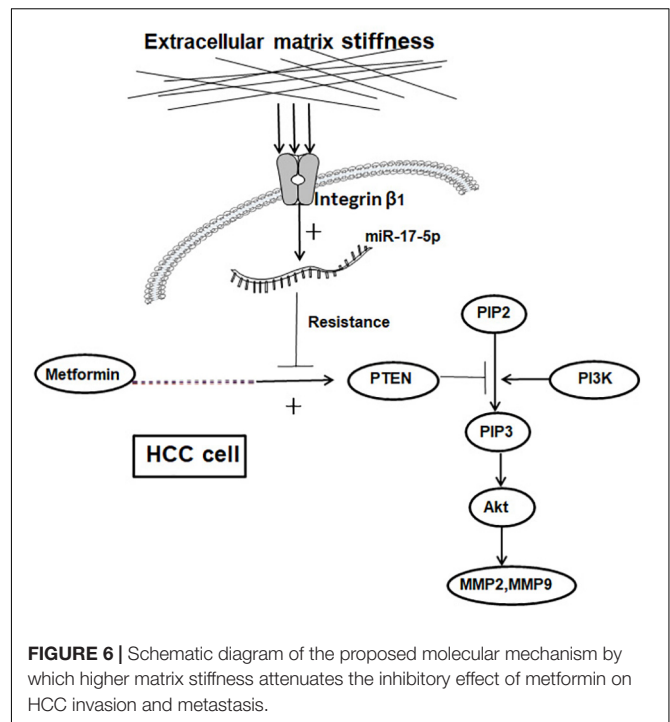 Extracellular matrix stiffness
Integrin β1
+
miR-17-5p
Resistance
PIP2
Metformin
+
PTEN
PI3K
PIP3
HCC cell
Akt
MMP2,MMP9
FIGURE 6 | Schematic diagram of the proposed molecular mechanism by
which higher matrix stiffness attenuates the inhibitory effect of metformin on
HCC invasion and metastasis.